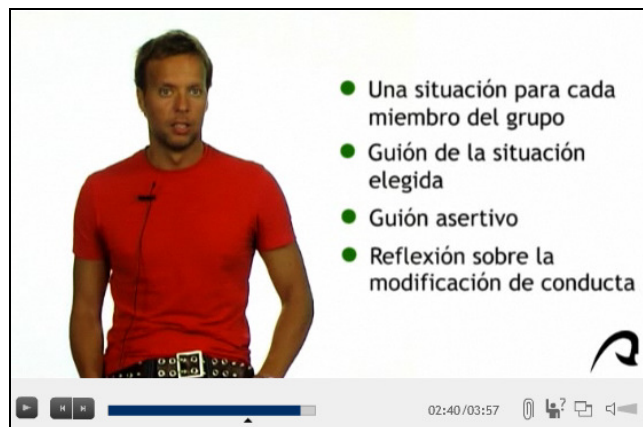 Una situación para cada
miembro del grupo
Guión de la situación
elegida
Guión asertivo
Reflexión sobre la
modificación de conducta
02:40/03:57